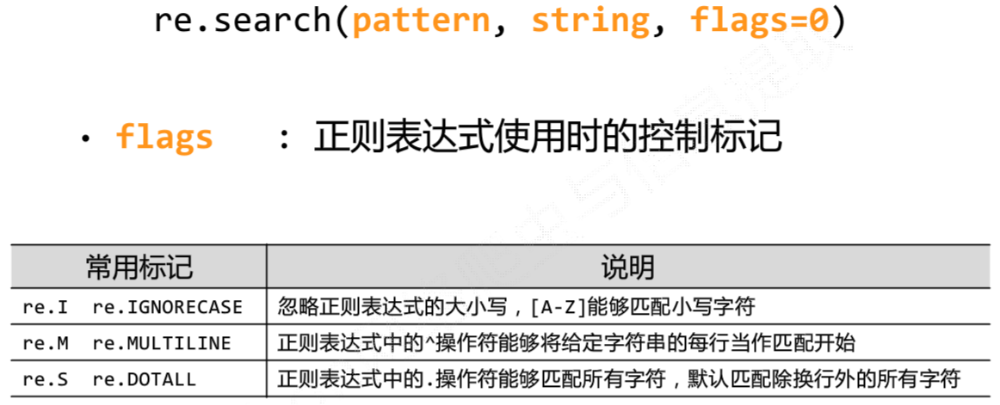 re.search(pattern, string, flags=0)
• flags : 正则表达式使用时的控制标记
常用标记 说明
re.I re.IGNORECASE 忽略正则表达式的大小写，[A‐Z]能够匹配小写字符
re.M re.MULTILINE 正则表达式中的^操作符能够将给定字符串的每行当作匹配开始
re.S re.DOTALL 正则表达式中的.操作符能够匹配所有字符，默认匹配除换行外的所有字符